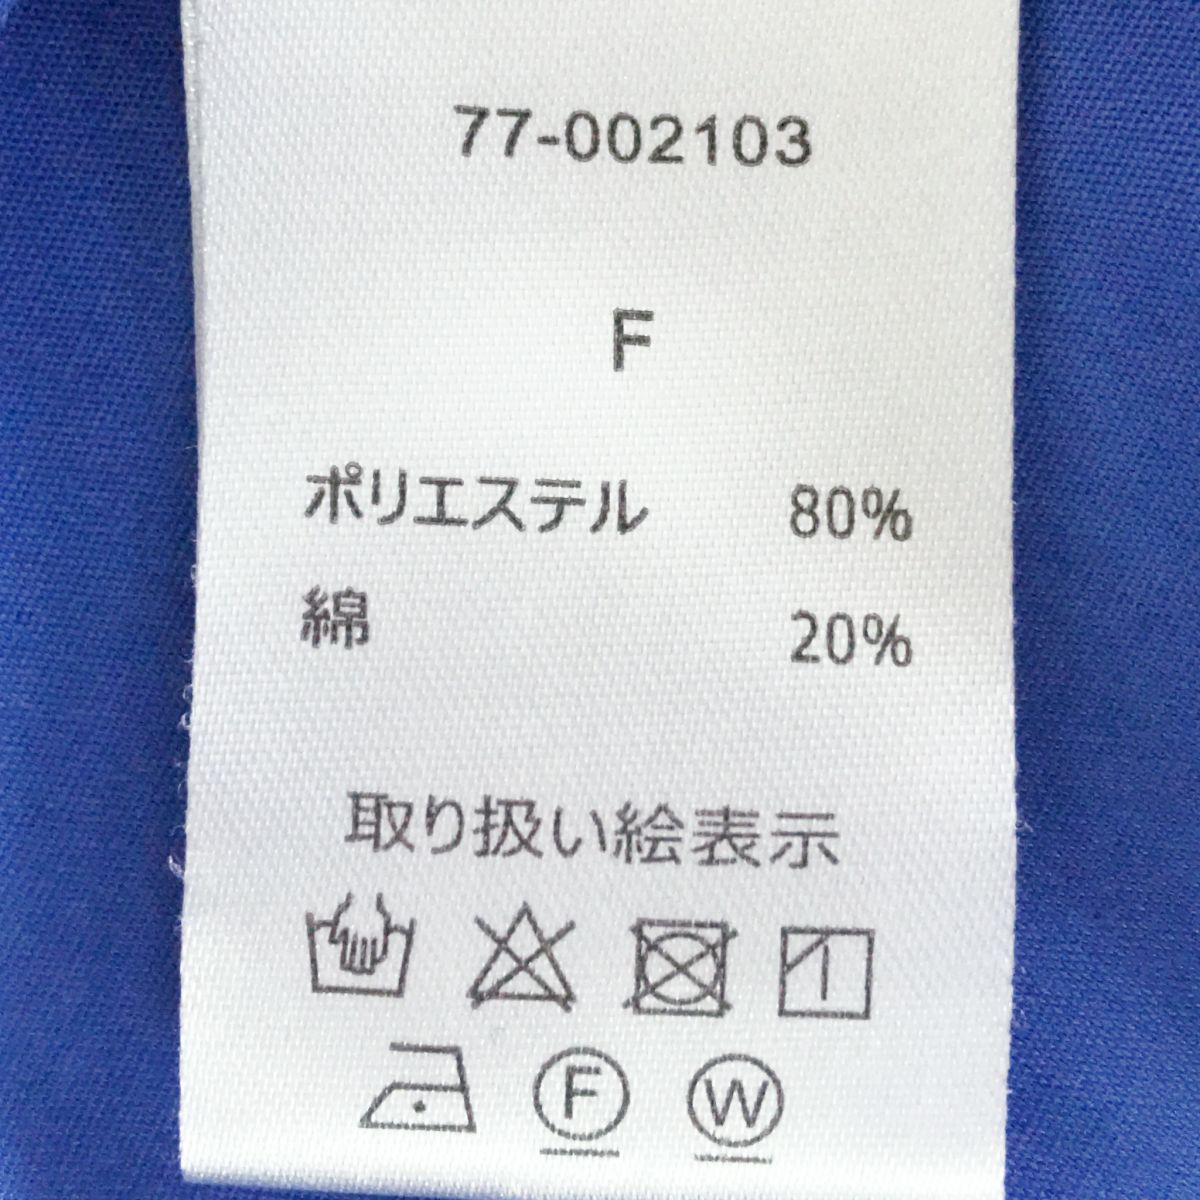 77-002103
F
ポリエステル 80%
綿 20%
取り扱い絵表示
F W